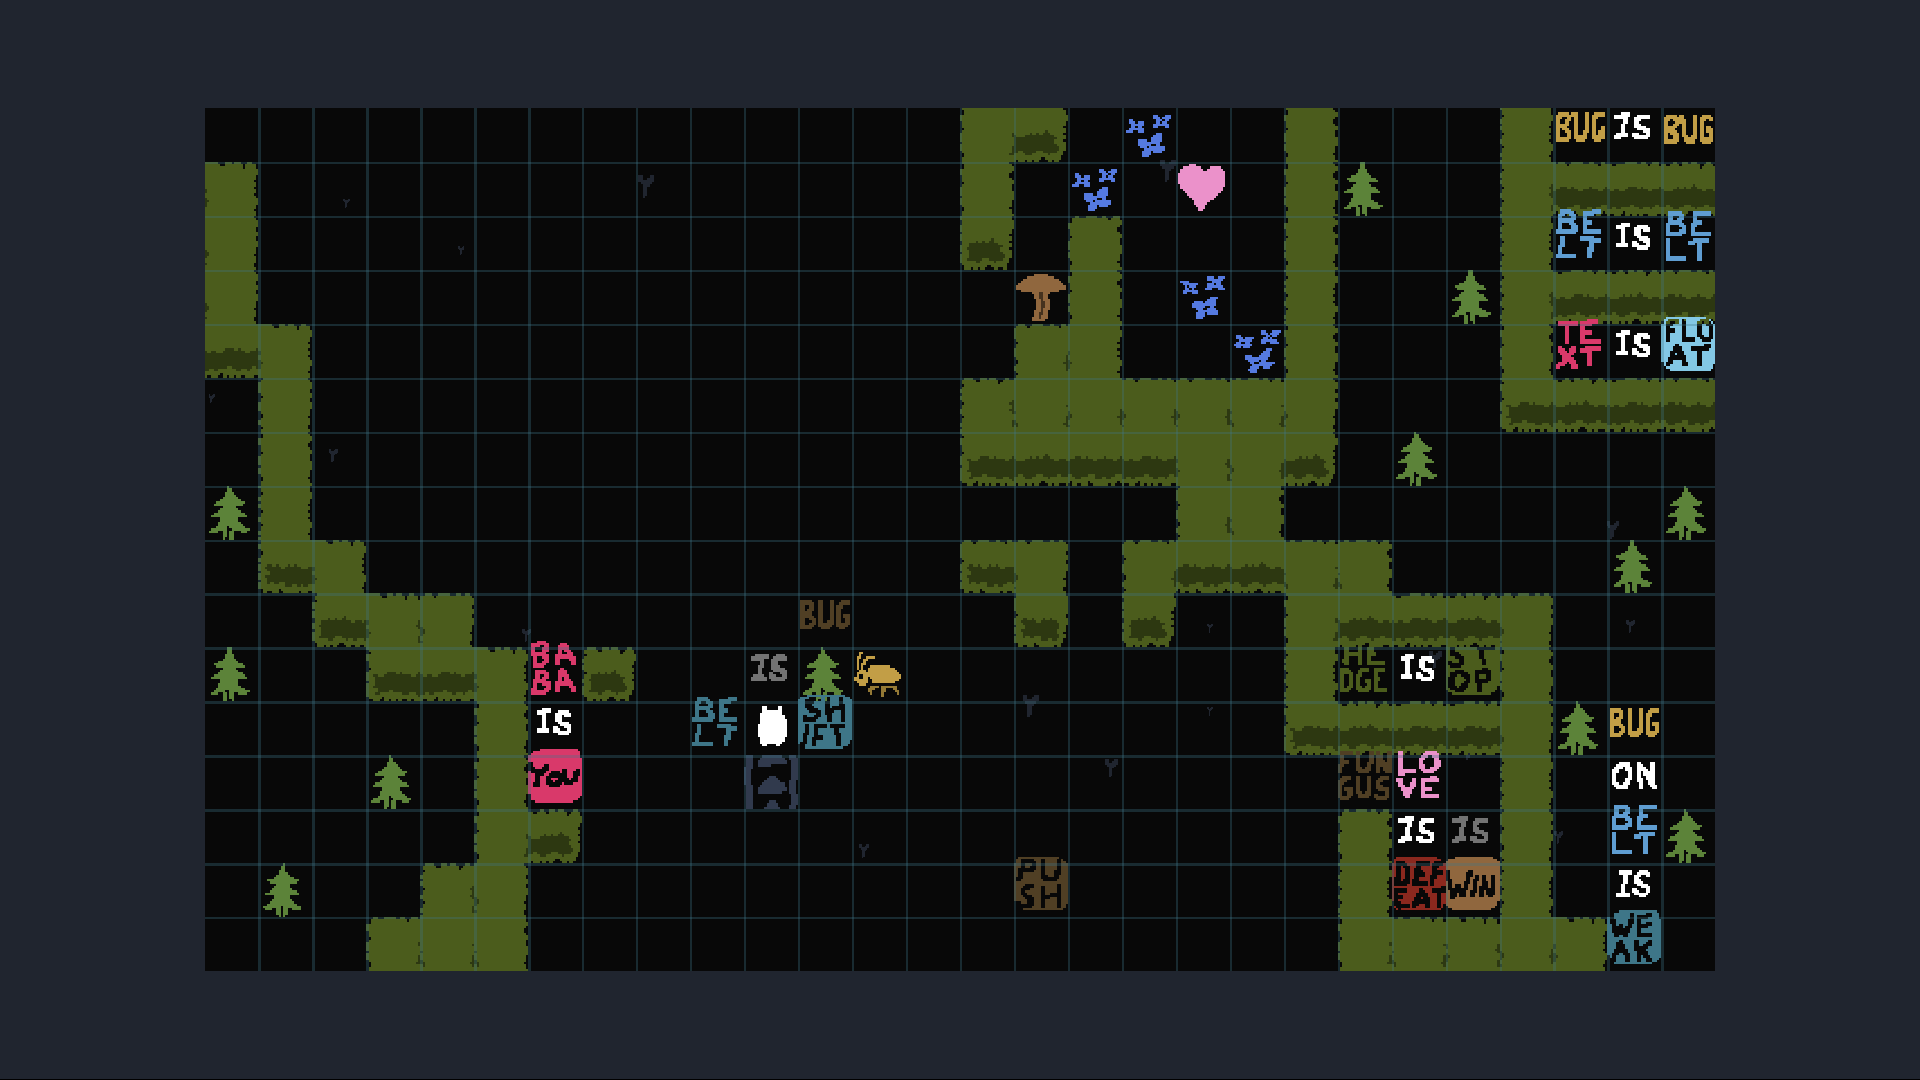 BUG IS BUG
BELT IS BELT
TEXT IS FLOAT
BUG
BABA IS HEDGE IS STOP
IS BELT SHIFT BUG
YOU FUNGUS LOVE ON
IS IS BELT
PUSH DEFEAT WIN IS
WEAK